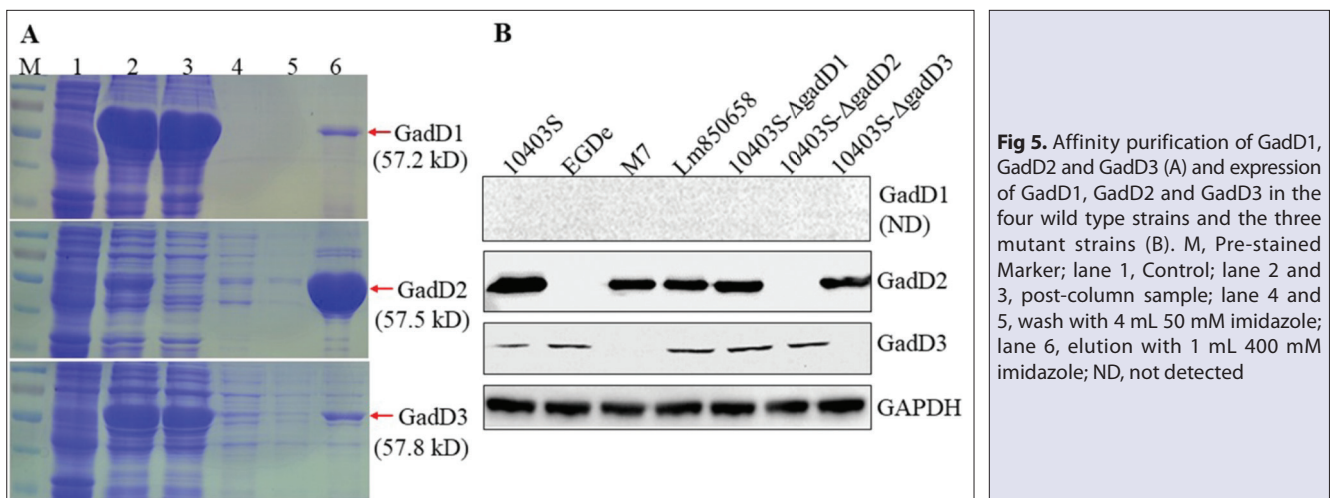 A
M 1 2 3 4 5 6
GadD1
(57.2 kD)
GadD2
(57.5 kD)
GadD3
(57.8 kD)
B
10403S
EGDe
M7
Lm850658
10403S-ΔgadD1
10403S-ΔgadD2
10403S-ΔgadD3
GadD1
(ND)
GadD2
GadD3
GAPDH
Fig 5. Affinity purification of GadD1,
GadD2 and GadD3 (A) and expression
of GadD1, GadD2 and GadD3 in the
four wild type strains and the three
mutant strains (B). M, Pre-stained
Marker; lane 1, Control; lane 2 and
3, post-column sample; lane 4 and
5, wash with 4 mL 50 mM imidazole;
lane 6, elution with 1 mL 400 mM
imidazole; ND, not detected